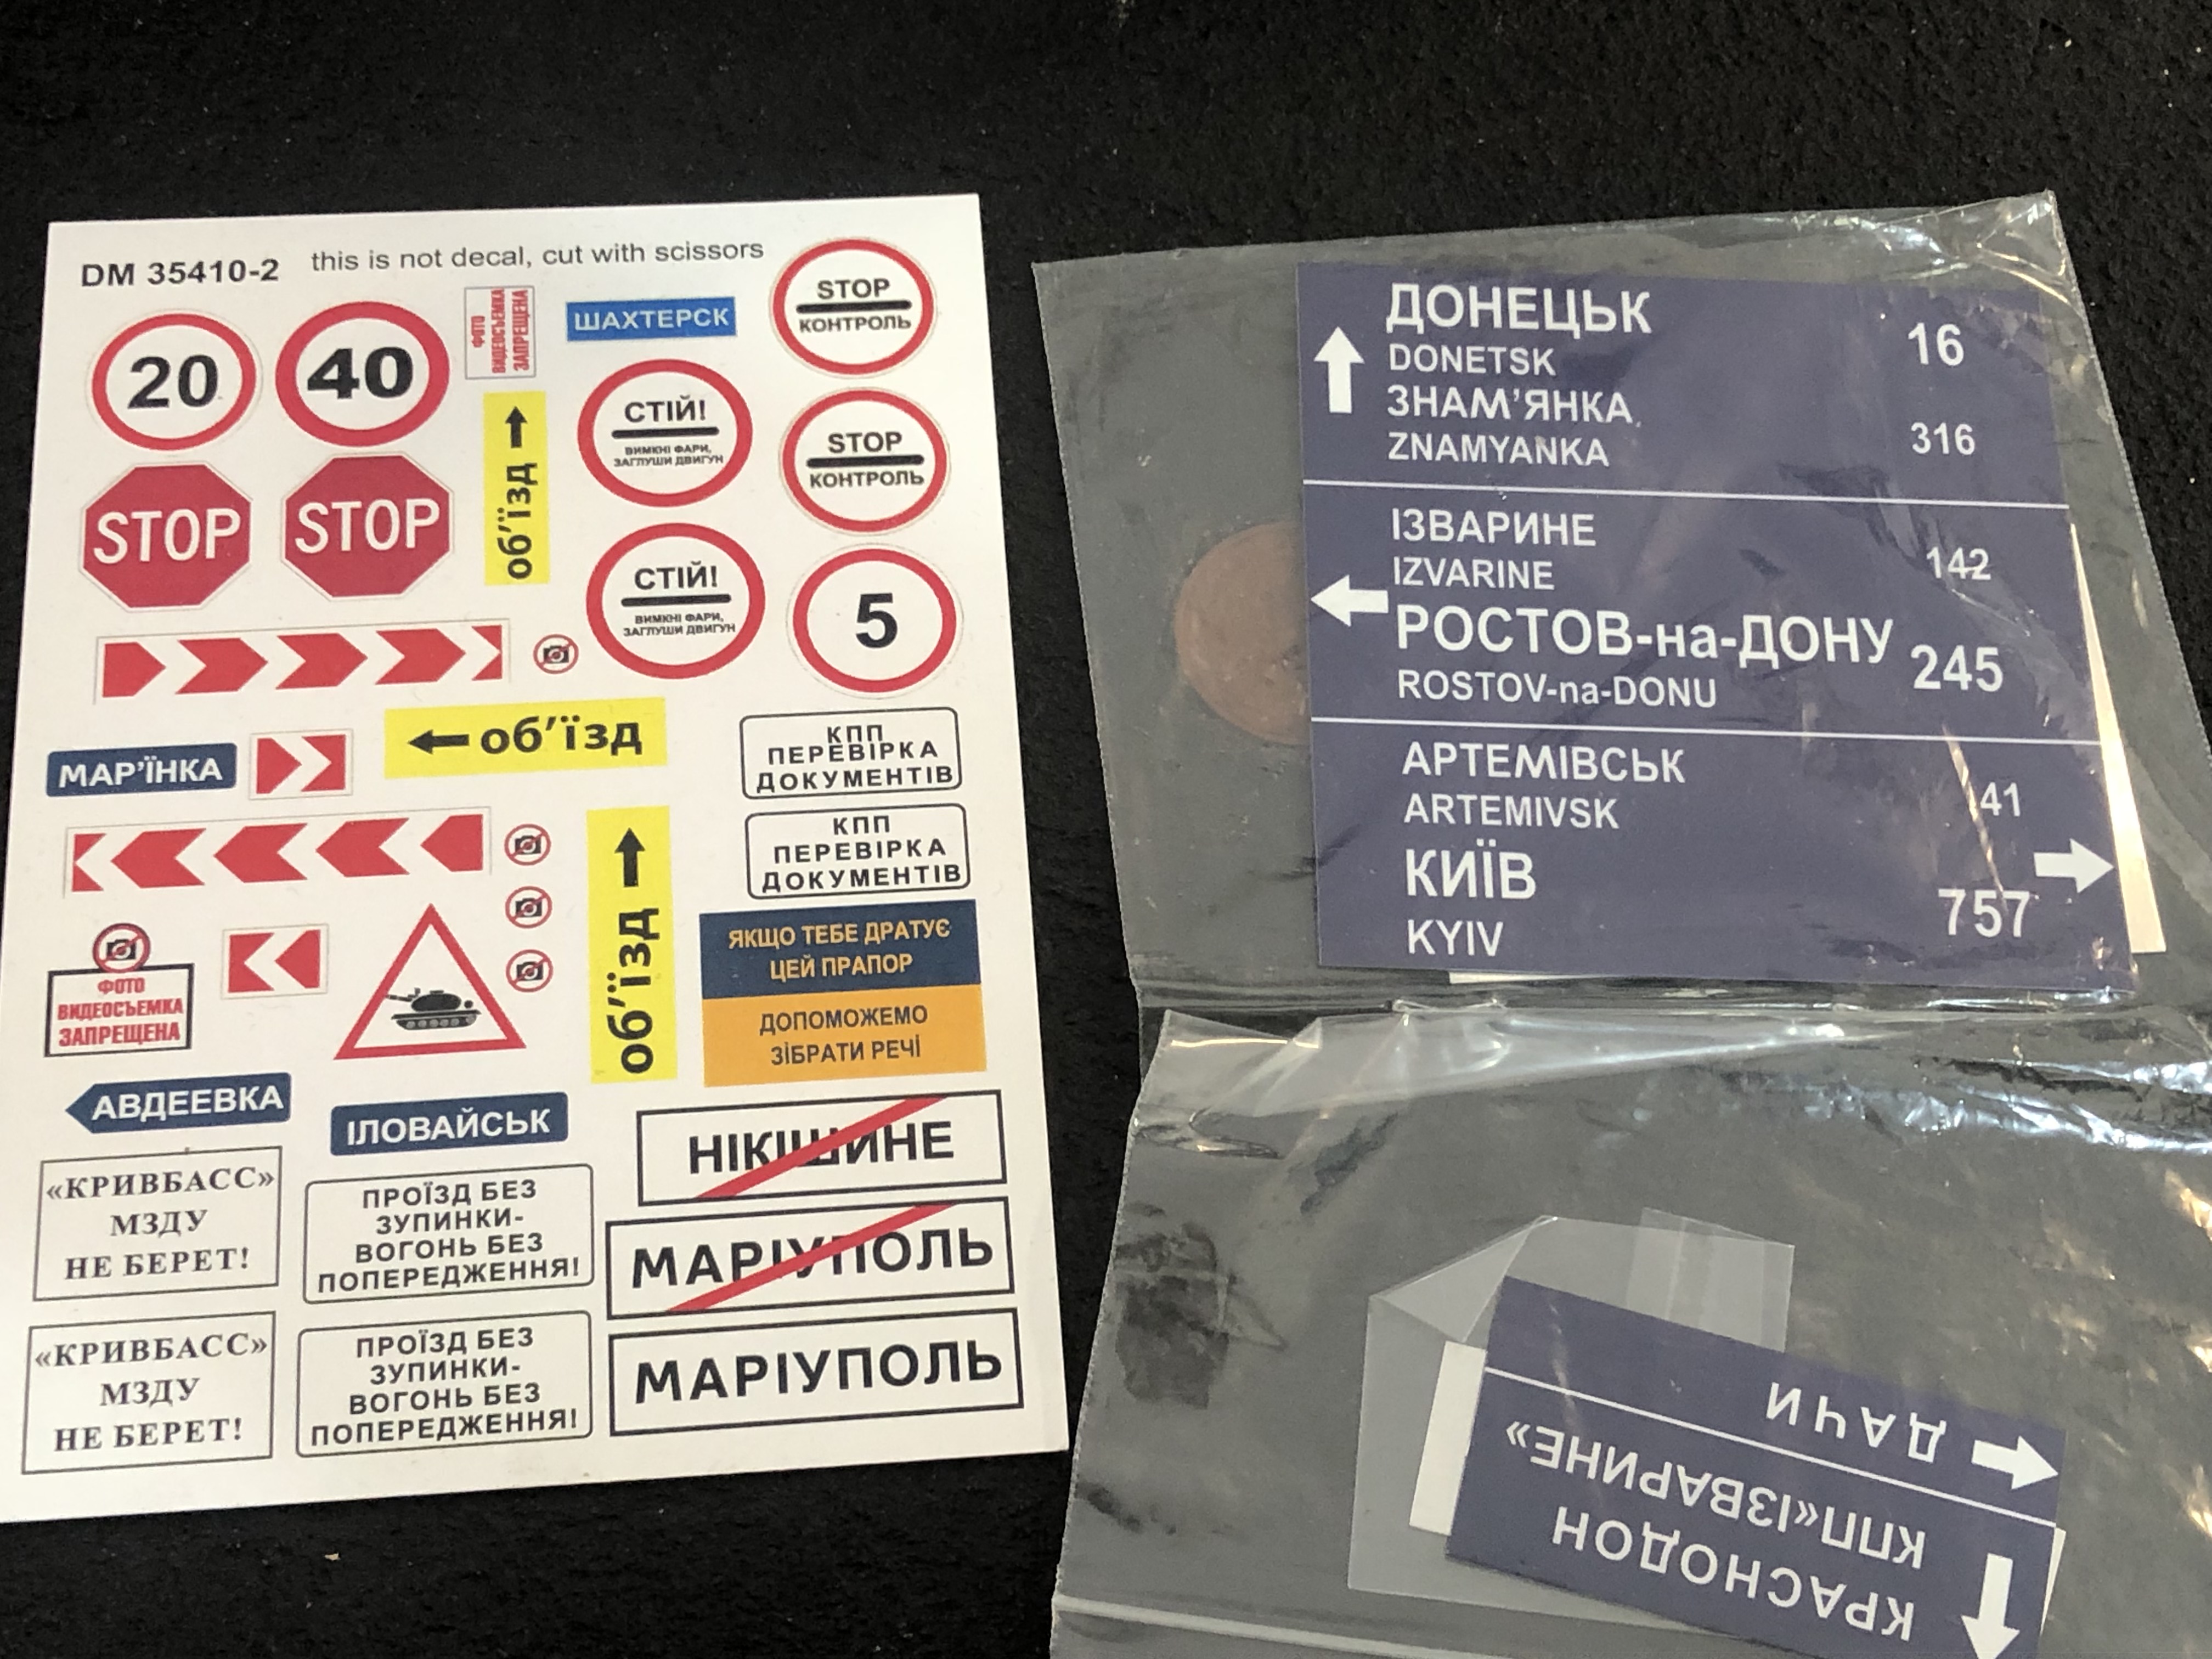 DM 35410-2 this is not decal, cut with scissors
20
40
ФОТО
ВИДЕОСЪЕМКА
ЗАПРЕЩЕНА
ШАХТЕРСК
STOP
КОНТРОЛЬ
STOP
STOP
об'їзд
СТІЙ!
ВИМКНІ ФАРИ,
ЗАГЛУШИ ДВИГУН
STOP
КОНТРОЛЬ
СТІЙ!
ВИМКНІ ФАРИ,
ЗАГЛУШИ ДВИГУН
5
МАР'ЇНКА
об'їзд
КПП
ПЕРЕВІРКА
ДОКУМЕНТІВ
КПП
ПЕРЕВІРКА
ДОКУМЕНТІВ
ФОТО
ВИДЕОСЪЕМКА
ЗАПРЕЩЕНА
об'їзд
ЯКЩО ТЕБЕ ДРАТУЄ
ЦЕЙ ПРАПОР
ДОПОМОЖЕМО
ЗІБРАТИ РЕЧІ
АВДЕЕВКА
ІЛОВАЙСЬК
НІКІШИНЕ
«КРИВБАСС»
МЗДУ
НЕ БЕРЕТ!
ПРОЇЗД БЕЗ
ЗУПИНКИ-
ВОГОНЬ БЕЗ
ПОПЕРЕДЖЕННЯ!
МАРІУПОЛЬ
«КРИВБАСС»
МЗДУ
НЕ БЕРЕТ!
ПРОЇЗД БЕЗ
ЗУПИНКИ-
ВОГОНЬ БЕЗ
ПОПЕРЕДЖЕННЯ!
МАРІУПОЛЬ
ДОНЕЦЬК 16
DONETSK
ЗНАМ'ЯНКА 316
ZNAMYANKA
ІЗВАРИНЕ 142
IZVARINE
РОСТОВ-на-ДОНУ 245
ROSTOV-na-DONU
АРТЕМІВСЬК 41
ARTEMIVSK
КИЇВ 757
KYIV
КРАСНОДОН
КПП«ІЗВАРИНЕ»
ДАЧИ